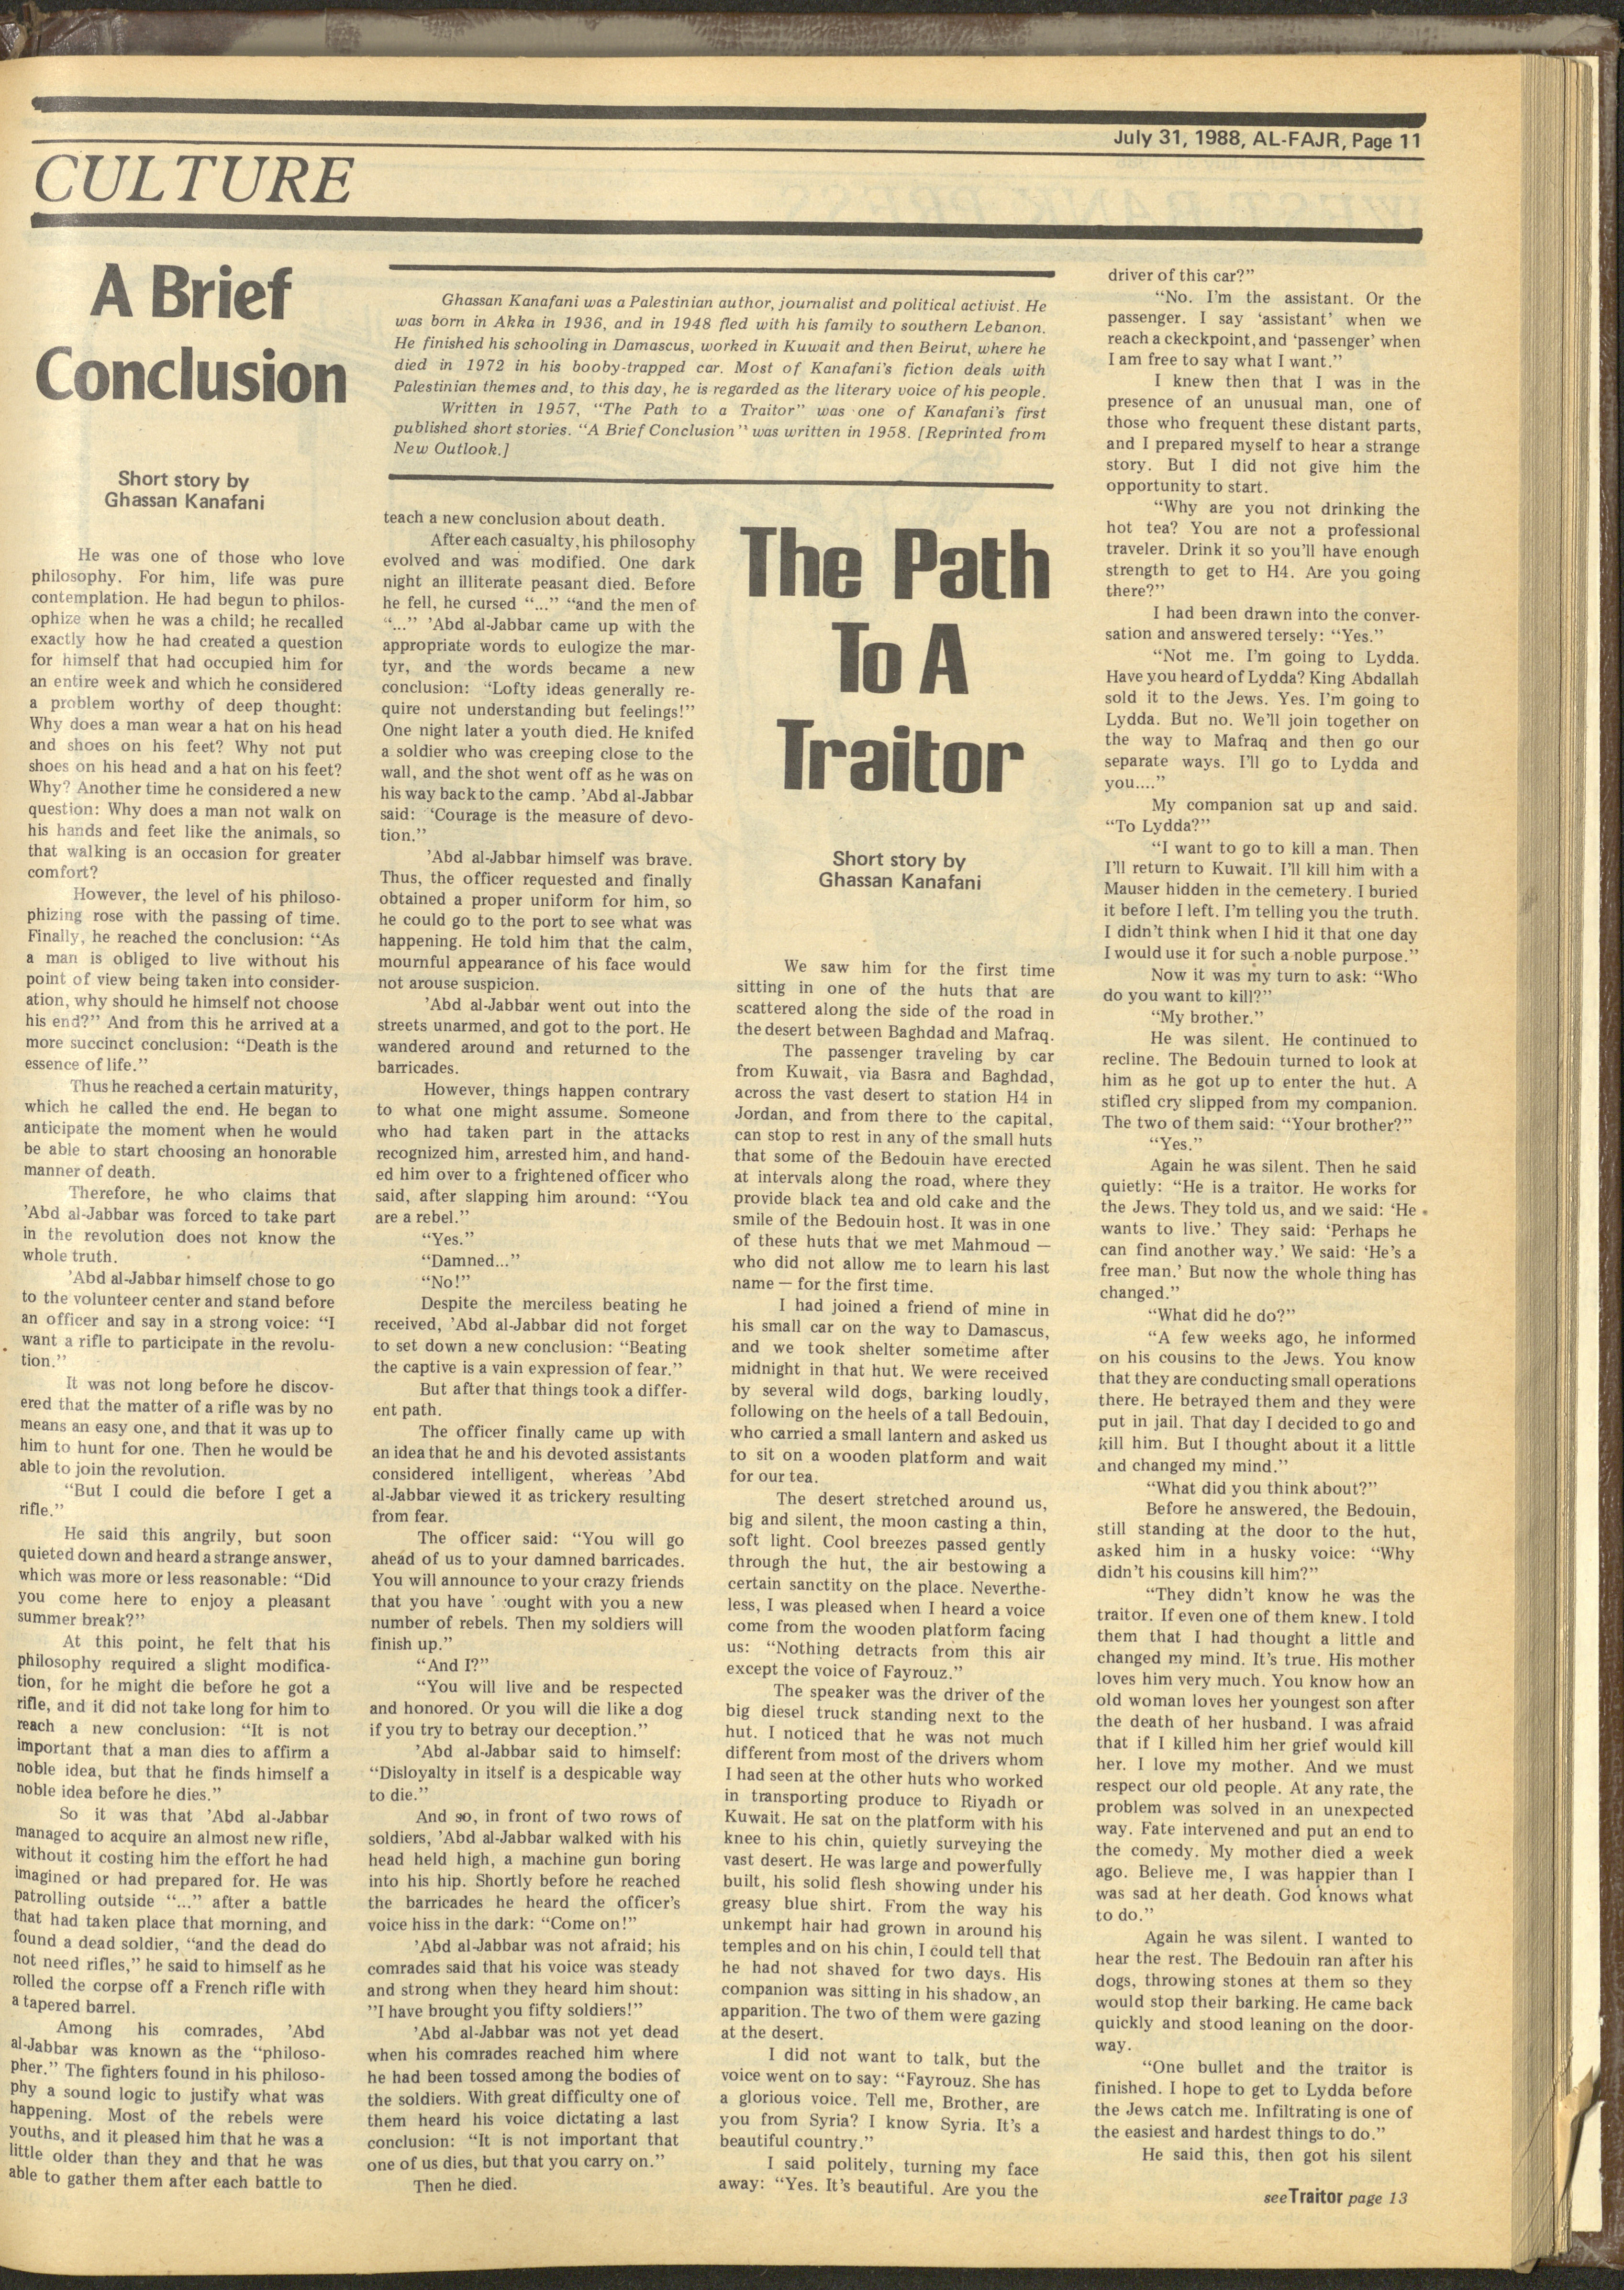 July 31, 1988, AL-FAJR, Page 11
CULTURE
A Brief
Conclusion
Short story by
Ghassan Kanafani
Ghassan Kanafani was a Palestinian author, journalist and political activist. He
was born in Akka in 1936, and in 1948 fled with his family to southern Lebanon.
He finished his schooling in Damascus, worked in Kuwait and then Beirut, where he
died in 1972 in his booby-trapped car. Most of Kanafani's fiction deals with
Palestinian themes and, to this day, he is regarded as the literary voice of his people.
Written in 1957, "The Path to a Traitor" was one of Kanafani's first
published short stories. "A Brief Conclusion" was written in 1958. [Reprinted from
New Outlook.]
He was one of those who love
philosophy. For him, life was pure
contemplation. He had begun to philos-
ophize when he was a child; he recalled
exactly how he had created a question
for himself that had occupied him for
an entire week and which he considered
a problem worthy of deep thought:
Why does a man wear a hat on his head
and shoes on his feet? Why not put
shoes on his head and a hat on his feet?
Why? Another time he considered a new
question: Why does a man not walk on
his hands and feet like the animals, so
that walking is an occasion for greater
comfort?
However, the level of his philoso-
phizing rose with the passing of time.
Finally, he reached the conclusion: "As
a man is obliged to live without his
point of view being taken into consider-
ation, why should he himself not choose
his end?" And from this he arrived at a
more succinct conclusion: "Death is the
essence of life."
Thus he reached a certain maturity,
which he called the end. He began to
anticipate the moment when he would
be able to start choosing an honorable
manner of death.
Therefore, he who claims that
'Abd al-Jabbar was forced to take part
in the revolution does not know the
whole truth.
'Abd al-Jabbar himself chose to go
to the volunteer center and stand before
an officer and say in a strong voice: "I
want a rifle to participate in the revolu-
tion."
It was not long before he discov-
ered that the matter of a rifle was by no
means an easy one, and that it was up to
him to hunt for one. Then he would be
able to join the revolution.
"But I could die before I get a
rifle."
He said this angrily, but soon
quieted down and heard a strange answer,
which was more or less reasonable: "Did
you come here to enjoy a pleasant
summer break?"
At this point, he felt that his
philosophy required a slight modifica-
tion, for he might die before he got a
rifle, and it did not take long for him to
reach a new conclusion: "It is not
important that a man dies to affirm a
noble idea, but that he finds himself a
noble idea before he dies."
So it was that 'Abd al-Jabbar
managed to acquire an almost new rifle,
without it costing him the effort he had
imagined or had prepared for. He was
patrolling outside "..." after a battle
that had taken place that morning, and
found a dead soldier, "and the dead do
not need rifles," he said to himself as he
rolled the corpse off a French rifle with
a tapered barrel.
Among his comrades, 'Abd
al-Jabbar was known as the "philoso-
pher." The fighters found in his philoso-
phy a sound logic to justify what was
happening. Most of the rebels were
youths, and it pleased him that he was a
little older than they and that he was
able to gather them after each battle to
teach a new conclusion about death.
After each casualty, his philosophy
evolved and was modified. One dark
night an illiterate peasant died. Before
he fell, he cursed "..." "and the men of
"..." 'Abd al-Jabbar came up with the
appropriate words to eulogize the mar-
tyr, and the words became a new
conclusion: "Lofty ideas generally re-
quire not understanding but feelings!"
One night later a youth died. He knifed
a soldier who was creeping close to the
wall, and the shot went off as he was on
his way back to the camp. 'Abd al-Jabbar
said: "Courage is the measure of devo-
tion."
'Abd al-Jabbar himself was brave.
Thus, the officer requested and finally
obtained a proper uniform for him, so
he could go to the port to see what was
happening. He told him that the calm,
mournful appearance of his face would
not arouse suspicion.
'Abd al-Jabbar went out into the
streets unarmed, and got to the port. He
wandered around and returned to the
barricades.
However, things happen contrary
to what one might assume. Someone
who had taken part in the attacks
recognized him, arrested him, and hand-
ed him over to a frightened officer who
said, after slapping him around: "You
are a rebel."
"Yes."
"Damned..."
"No!"
Despite the merciless beating he
received, 'Abd al-Jabbar did not forget
to set down a new conclusion: "Beating
the captive is a vain expression of fear."
But after that things took a differ-
ent path.
The officer finally came up with
an idea that he and his devoted assistants
considered intelligent, whereas 'Abd
al-Jabbar viewed it as trickery resulting
from fear.
The officer said: "You will go
ahead of us to your damned barricades.
You will announce to your crazy friends
that you have rought with you a new
number of rebels. Then my soldiers will
finish up."
"And I?"
"You will live and be respected
and honored. Or you will die like a dog
if you try to betray our deception."
'Abd al-Jabbar said to himself:
"Disloyalty in itself is a despicable way
to die."
And so, in front of two rows of
soldiers, 'Abd al-Jabbar walked with his
head held high, a machine gun boring
into his hip. Shortly before he reached
the barricades he heard the officer's
voice hiss in the dark: "Come on!"
'Abd al-Jabbar was not afraid; his
comrades said that his voice was steady
and strong when they heard him shout:
"I have brought you fifty soldiers!"
'Abd al-Jabbar was not yet dead
when his comrades reached him where
he had been tossed among the bodies of
the soldiers. With great difficulty one of
them heard his voice dictating a last
conclusion: "It is not important that
one of us dies, but that you carry on."
Then he died.
The Path
To A
Traitor
Short story by
Ghassan Kanafani
We saw him for the first time
sitting in one of the huts that are
scattered along the side of the road in
the desert between Baghdad and Mafraq.
The passenger traveling by car
from Kuwait, via Basra and Baghdad,
across the vast desert to station H4 in
Jordan, and from there to the capital,
can stop to rest in any of the small huts
that some of the Bedouin have erected
at intervals along the road, where they
provide black tea and old cake and the
smile of the Bedouin host. It was in one
of these huts that we met Mahmoud —
who did not allow me to learn his last
name — for the first time.
I had joined a friend of mine in
his small car on the way to Damascus,
and we took shelter sometime after
midnight in that hut. We were received
by several wild dogs, barking loudly,
following on the heels of a tall Bedouin,
who carried a small lantern and asked us
to sit on a wooden platform and wait
for our tea.
The desert stretched around us,
big and silent, the moon casting a thin,
soft light. Cool breezes passed gently
through the hut, the air bestowing a
certain sanctity on the place. Neverthe-
less, I was pleased when I heard a voice
come from the wooden platform facing
us: "Nothing detracts from this air
except the voice of Fayrouz."
The speaker was the driver of the
big diesel truck standing next to the
hut. I noticed that he was not much
different from most of the drivers whom
I had seen at the other huts who worked
in transporting produce to Riyadh or
Kuwait. He sat on the platform with his
knee to his chin, quietly surveying the
vast desert. He was large and powerfully
built, his solid flesh showing under his
greasy blue shirt. From the way his
unkempt hair had grown in around his
temples and on his chin, I could tell that
he had not shaved for two days. His
companion was sitting in his shadow, an
apparition. The two of them were gazing
at the desert.
I did not want to talk, but the
voice went on to say: "Fayrouz. She has
a glorious voice. Tell me, Brother, are
you from Syria? I know Syria. It's a
beautiful country."
I said politely, turning my face
away: "Yes. It's beautiful. Are you the
driver of this car?"
"No. I'm the assistant. Or the
passenger. I say 'assistant' when we
reach a ckeckpoint, and 'passenger' when
I am free to say what I want."
I knew then that I was in the
presence of an unusual man, one of
those who frequent these distant parts,
and I prepared myself to hear a strange
story. But I did not give him the
opportunity to start.
"Why are you not drinking the
hot tea? You are not a professional
traveler. Drink it so you'll have enough
strength to get to H4. Are you going
there?"
I had been drawn into the conver-
sation and answered tersely: "Yes."
"Not me. I'm going to Lydda.
Have you heard of Lydda? King Abdallah
sold it to the Jews. Yes. I'm going to
Lydda. But no. We'll join together on
the way to Mafraq and then go our
separate ways. I'll go to Lydda and
you...."
My companion sat up and said.
"To Lydda?"
"I want to go to kill a man. Then
I'll return to Kuwait. I'll kill him with a
Mauser hidden in the cemetery. I buried
it before I left. I'm telling you the truth.
I didn't think when I hid it that one day
I would use it for such a noble purpose."
Now it was my turn to ask: "Who
do you want to kill?"
"My brother."
He was silent. He continued to
recline. The Bedouin turned to look at
him as he got up to enter the hut. A
stifled cry slipped from my companion.
The two of them said: "Your brother?"
"Yes."
Again he was silent. Then he said
quietly: "He is a traitor. He works for
the Jews. They told us, and we said: 'He
wants to live.' They said: 'Perhaps he
can find another way.' We said: 'He's a
free man.' But now the whole thing has
changed."
"What did he do?"
"A few weeks ago, he informed
on his cousins to the Jews. You know
that they are conducting small operations
there. He betrayed them and they were
put in jail. That day I decided to go and
kill him. But I thought about it a little
and changed my mind."
"What did you think about?"
Before he answered, the Bedouin,
still standing at the door to the hut,
asked him in a husky voice: "Why
didn't his cousins kill him?"
"They didn't know he was the
traitor. If even one of them knew. I told
them that I had thought a little and
changed my mind. It's true. His mother
loves him very much. You know how an
old woman loves her youngest son after
the death of her husband. I was afraid
that if I killed him her grief would kill
her. I love my mother. And we must
respect our old people. At any rate, the
problem was solved in an unexpected
way. Fate intervened and put an end to
the comedy. My mother died a week
ago. Believe me, I was happier than I
was sad at her death. God knows what
to do."
Again he was silent. I wanted to
hear the rest. The Bedouin ran after his
dogs, throwing stones at them so they
would stop their barking. He came back
quickly and stood leaning on the door-
way.
"One bullet and the traitor is
finished. I hope to get to Lydda before
the Jews catch me. Infiltrating is one of
the easiest and hardest things to do."
He said this, then got his silent
see Traitor page 13